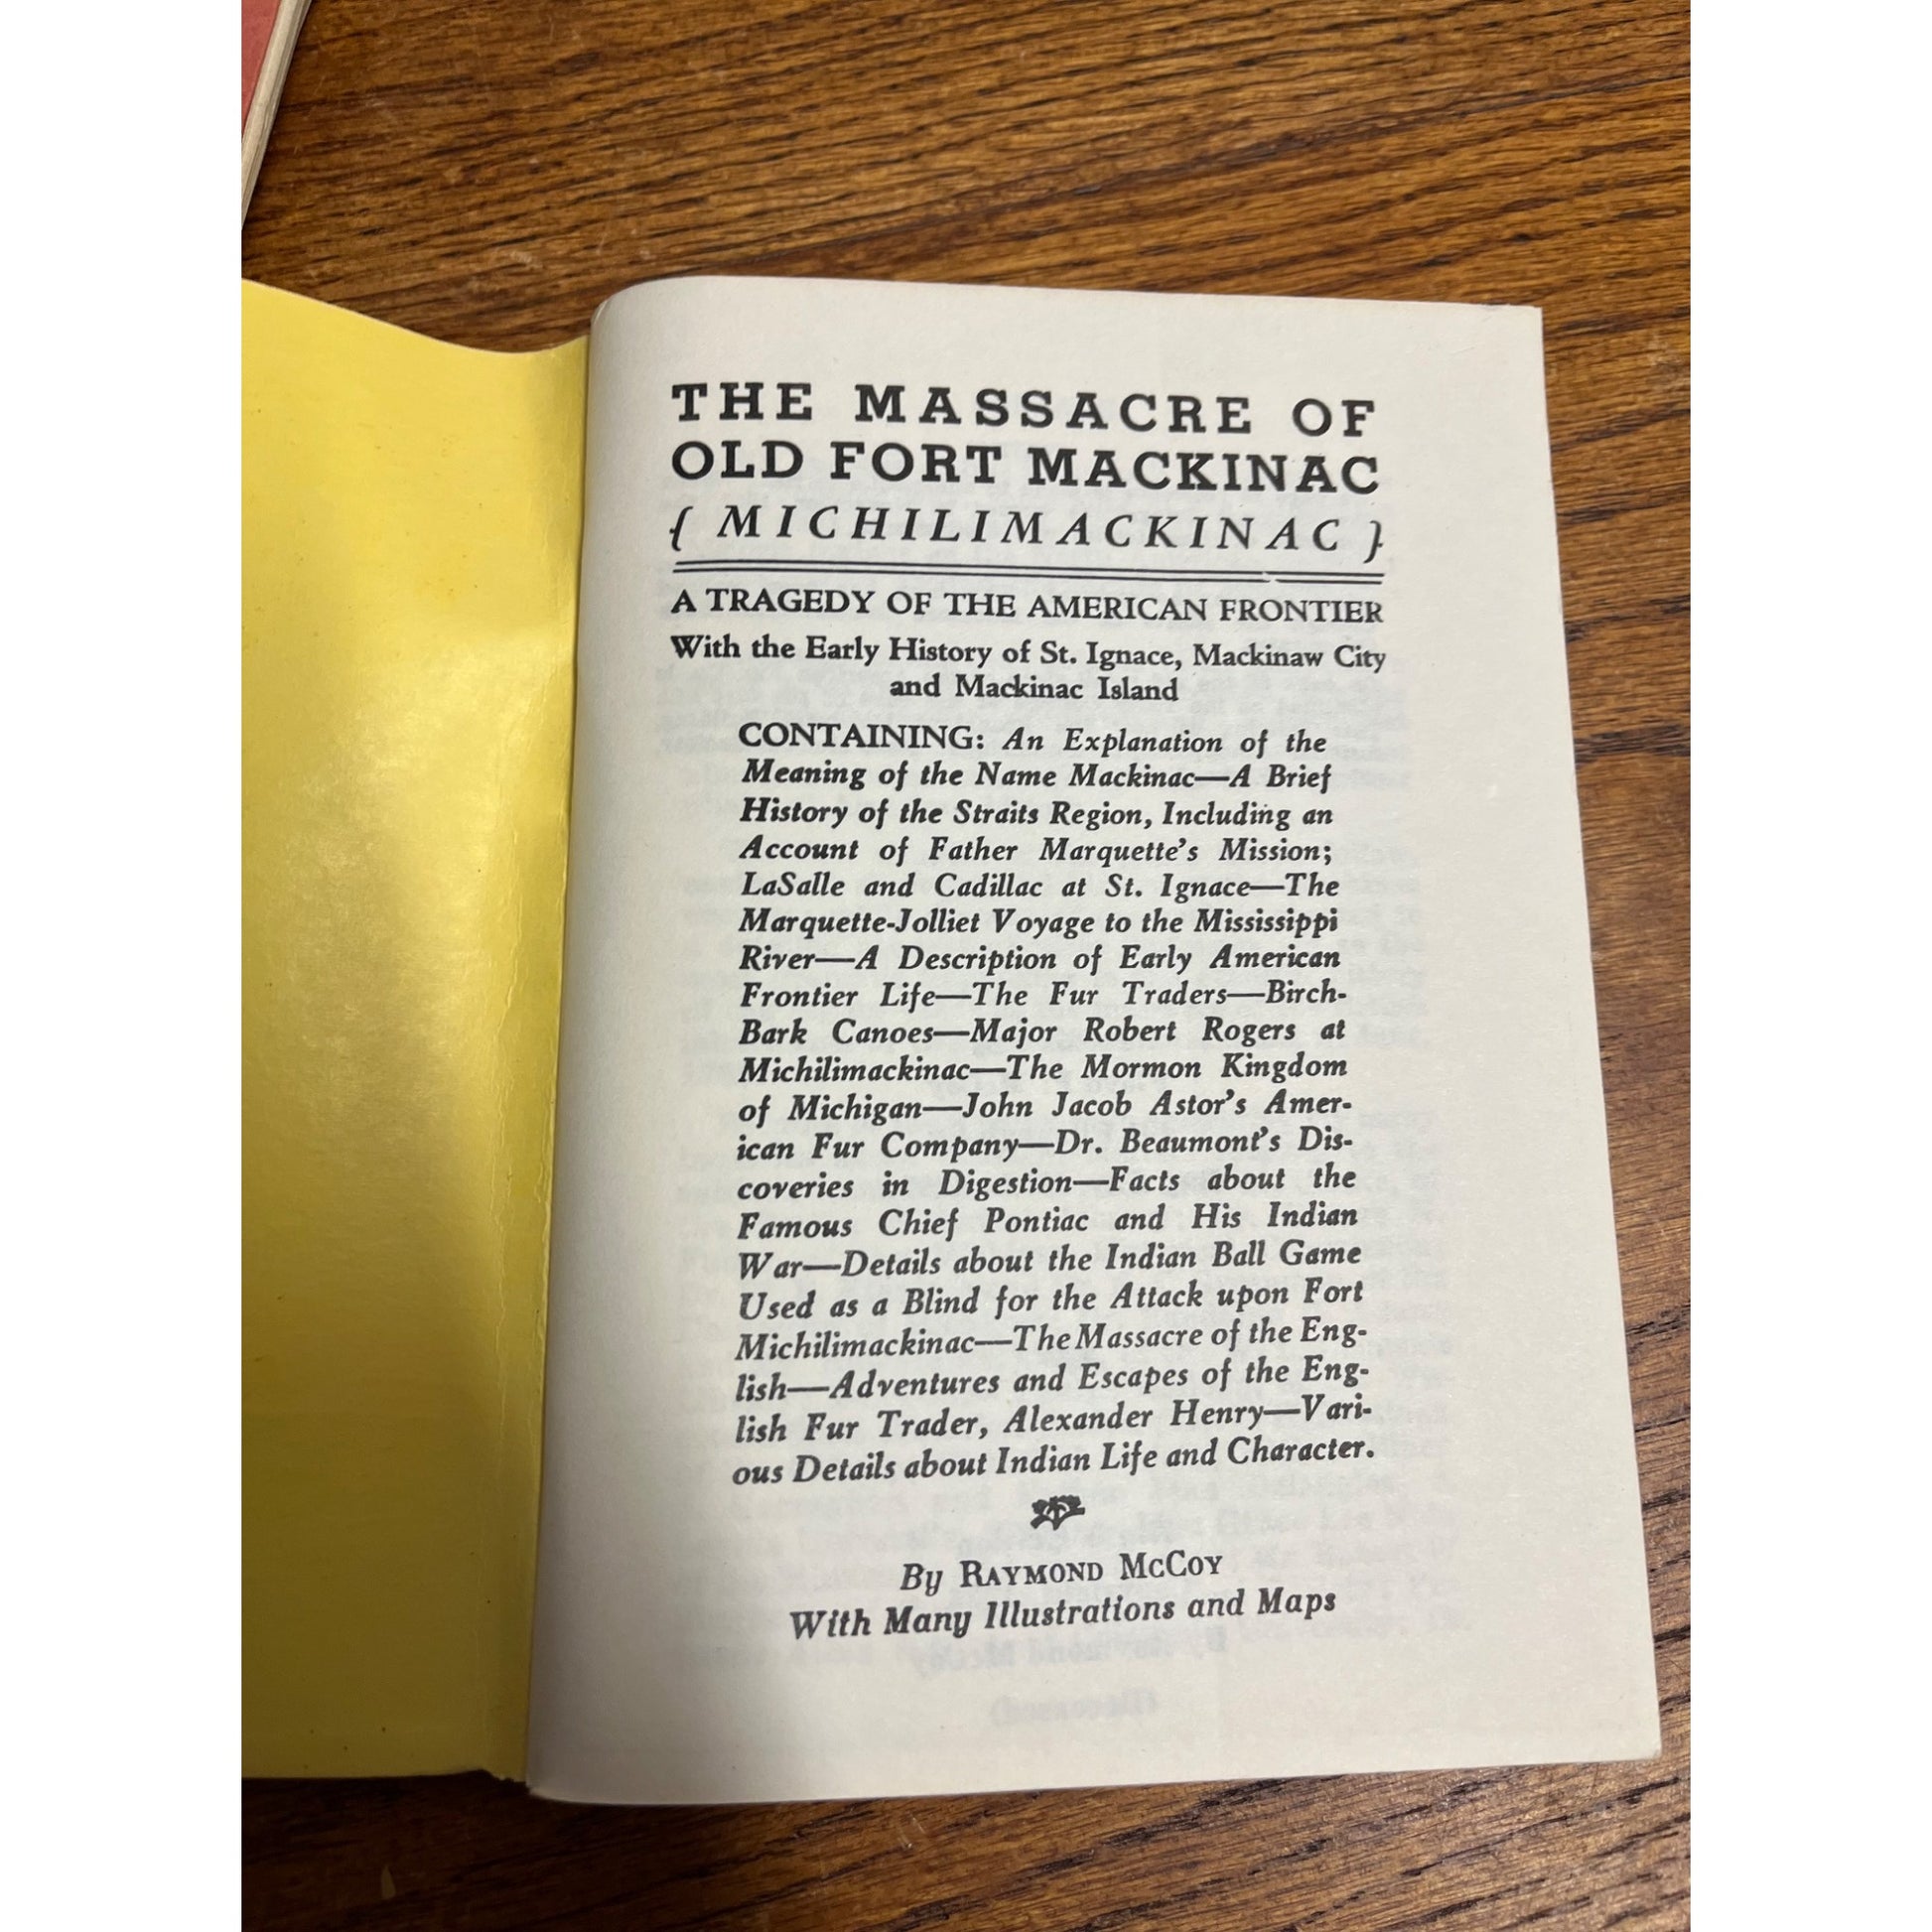 THE MASSACRE OF
OLD FORT MACKINAC
{ MICHILIMACKINAC }
A TRAGEDY OF THE AMERICAN FRONTIER
With the Early History of St. Ignace, Mackinaw City
and Mackinac Island
CONTAINING: An Explanation of the
Meaning of the Name Mackinac—A Brief
History of the Straits Region, Including an
Account of Father Marquette's Mission;
LaSalle and Cadillac at St. Ignace—The
Marquette-Jolliet Voyage to the Mississippi
River—A Description of Early American
Frontier Life—The Fur Traders—Birch-
Bark Canoes—Major Robert Rogers at
Michilimackinac—The Mormon Kingdom
of Michigan—John Jacob Astor's Amer-
ican Fur Company—Dr. Beaumont's Dis-
coveries in Digestion—Facts about the
Famous Chief Pontiac and His Indian
War—Details about the Indian Ball Game
Used as a Blind for the Attack upon Fort
Michilimackinac—The Massacre of the Eng-
lish—Adventures and Escapes of the Eng-
lish Fur Trader, Alexander Henry—Vari-
ous Details about Indian Life and Character.
By RAYMOND McCOY
With Many Illustrations and Maps